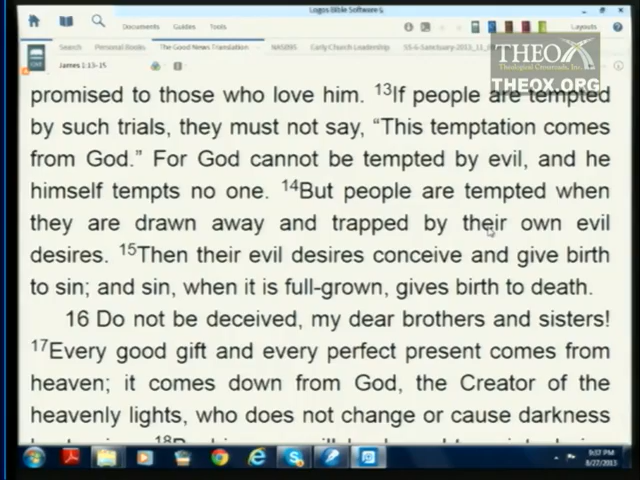 Logos Bible Software 5
Documents Guides Tools
Layouts
Search Personal Books The Good News Translation NASB95 Early Church Leadership
James 1:13-15
THEOX
Theological Crossroads, Inc.
THEOX.ORG
promised to those who love him. 13If people are tempted
by such trials, they must not say, “This temptation comes
from God.” For God cannot be tempted by evil, and he
himself tempts no one. 14But people are tempted when
they are drawn away and trapped by their own evil
desires. 15Then their evil desires conceive and give birth
to sin; and sin, when it is full-grown, gives birth to death.
16 Do not be deceived, my dear brothers and sisters!
17Every good gift and every perfect present comes from
heaven; it comes down from God, the Creator of the
heavenly lights, who does not change or cause darkness
9:37 PM
8/27/2013